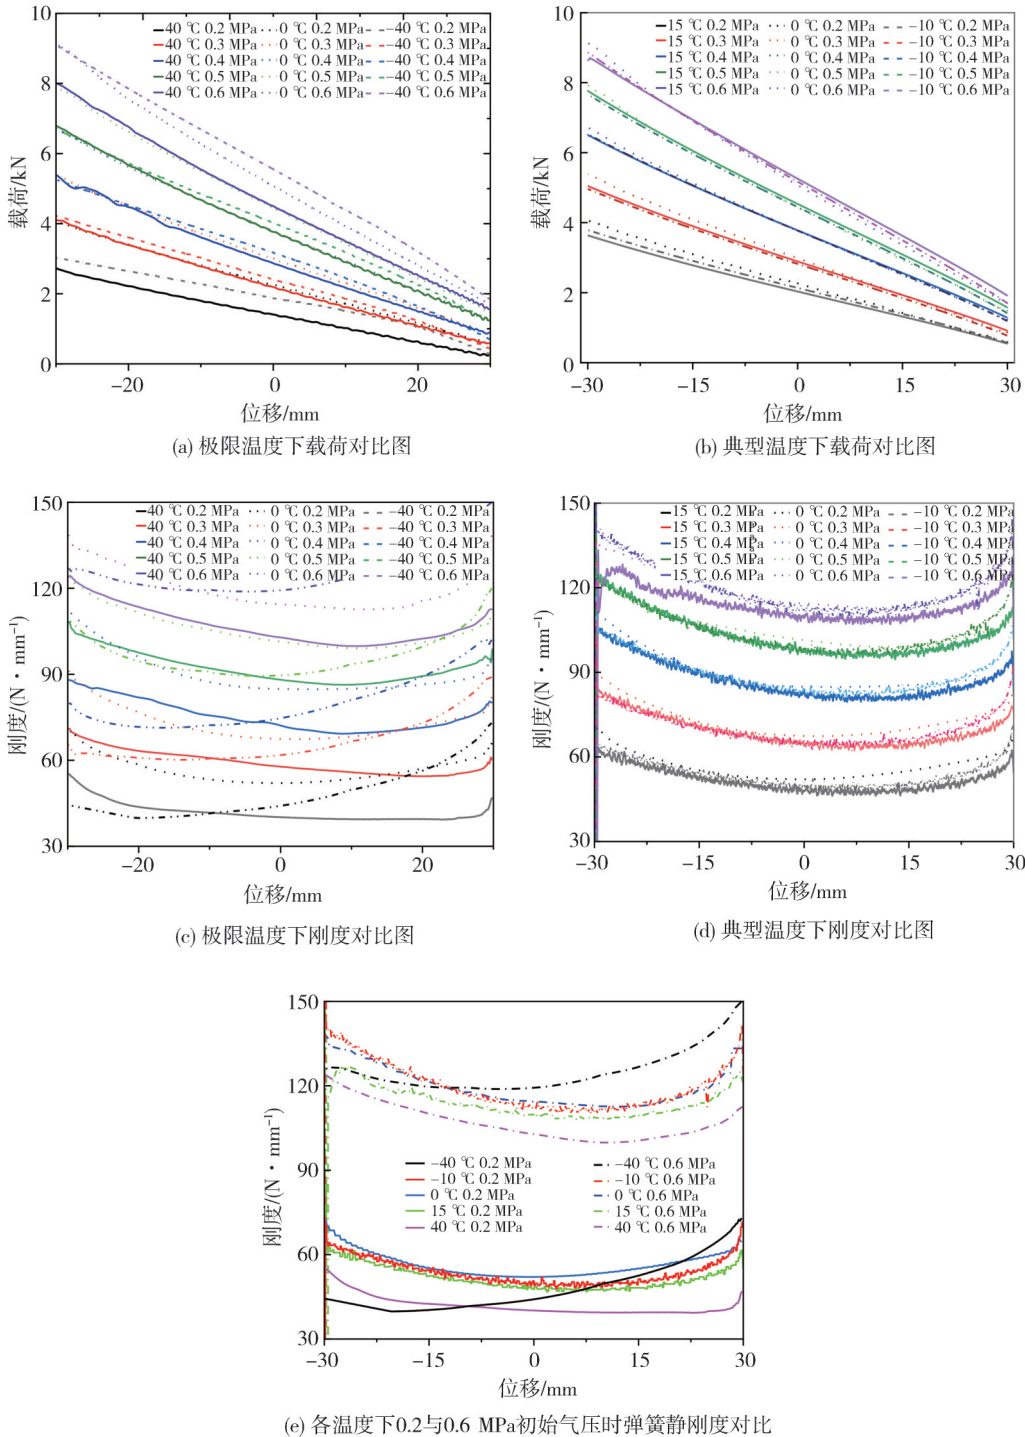 10
8
6
4
2
0
载荷/kN
40 ℃ 0.2 MPa 0 ℃ 0.2 MPa −40 ℃ 0.2 MPa
40 ℃ 0.3 MPa 0 ℃ 0.3 MPa −40 ℃ 0.3 MPa
40 ℃ 0.4 MPa 0 ℃ 0.4 MPa −40 ℃ 0.4 MPa
40 ℃ 0.5 MPa 0 ℃ 0.5 MPa −40 ℃ 0.5 MPa
40 ℃ 0.6 MPa 0 ℃ 0.6 MPa −40 ℃ 0.6 MPa
−20 0 20
位移/mm
(a) 极限温度下载荷对比图
10
8
6
4
2
0
载荷/kN
15 ℃ 0.2 MPa 0 ℃ 0.2 MPa −10 ℃ 0.2 MPa
15 ℃ 0.3 MPa 0 ℃ 0.3 MPa −10 ℃ 0.3 MPa
15 ℃ 0.4 MPa 0 ℃ 0.4 MPa −10 ℃ 0.4 MPa
15 ℃ 0.5 MPa 0 ℃ 0.5 MPa −10 ℃ 0.5 MPa
15 ℃ 0.6 MPa 0 ℃ 0.6 MPa −10 ℃ 0.6 MPa
−30 −15 0 15 30
位移/mm
(b) 典型温度下载荷对比图
150
120
90
60
30
刚度/(N·mm⁻¹)
40 ℃ 0.2 MPa 0 ℃ 0.2 MPa −40 ℃ 0.2 MPa
40 ℃ 0.3 MPa 0 ℃ 0.3 MPa −40 ℃ 0.3 MPa
40 ℃ 0.4 MPa 0 ℃ 0.4 MPa −40 ℃ 0.4 MPa
40 ℃ 0.5 MPa 0 ℃ 0.5 MPa −40 ℃ 0.5 MPa
40 ℃ 0.6 MPa 0 ℃ 0.6 MPa −40 ℃ 0.6 MPa
−20 0 20
位移/mm
(c) 极限温度下刚度对比图
150
120
90
60
30
刚度/(N·mm⁻¹)
15 ℃ 0.2 MPa 0 ℃ 0.2 MPa −10 ℃ 0.2 MPa
15 ℃ 0.3 MPa 0 ℃ 0.3 MPa −10 ℃ 0.3 MPa
15 ℃ 0.4 MPa 0 ℃ 0.4 MPa −10 ℃ 0.4 MPa
15 ℃ 0.5 MPa 0 ℃ 0.5 MPa −10 ℃ 0.5 MPa
15 ℃ 0.6 MPa 0 ℃ 0.6 MPa −10 ℃ 0.6 MPa
−30 −15 0 15 30
位移/mm
(d) 典型温度下刚度对比图
150
120
90
60
30
刚度/(N·mm⁻¹)
−40 ℃ 0.2 MPa −40 ℃ 0.6 MPa
−10 ℃ 0.2 MPa −10 ℃ 0.6 MPa
0 ℃ 0.2 MPa 0 ℃ 0.6 MPa
15 ℃ 0.2 MPa 15 ℃ 0.6 MPa
40 ℃ 0.2 MPa 40 ℃ 0.6 MPa
−30 −15 0 15 30
位移/mm
(e) 各温度下0.2与0.6 MPa初始气压时弹簧静刚度对比